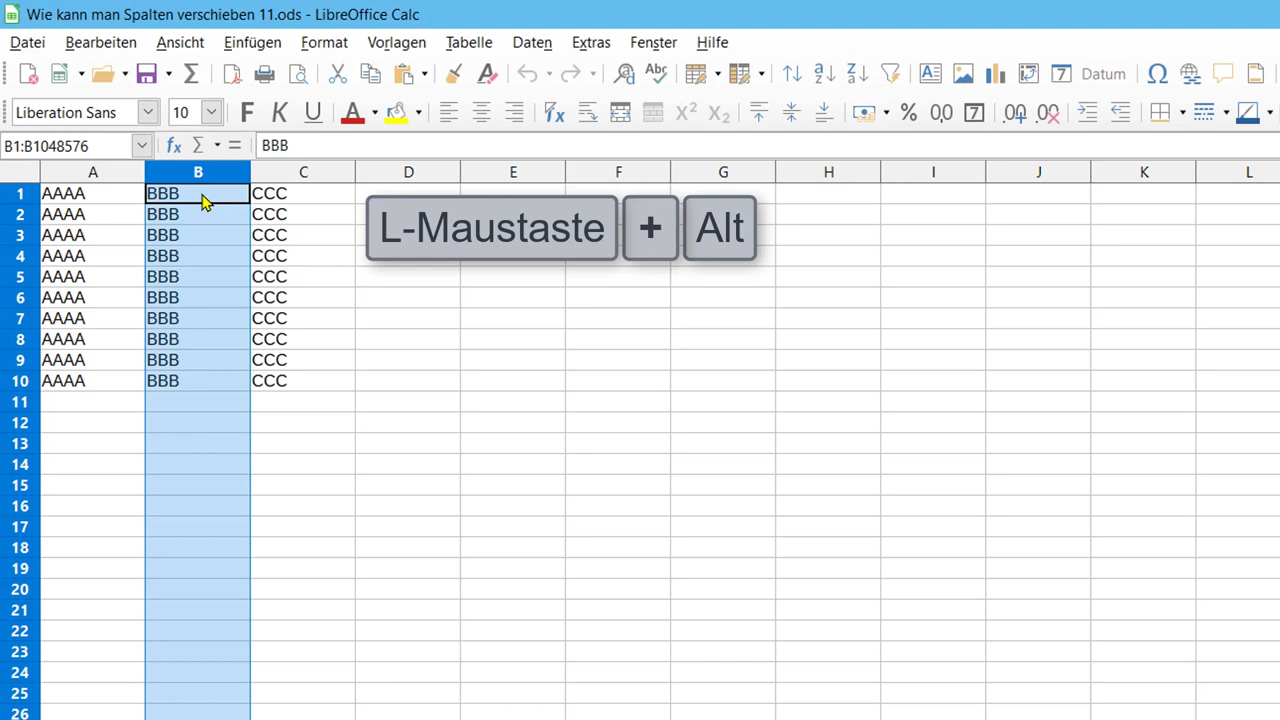 Wie kann man Spalten verschieben 11.ods - LibreOffice Calc
Datei Bearbeiten Ansicht Einfügen Format Vorlagen Tabelle Daten Extras Fenster Hilfe
Datum
Liberation Sans 10 F K U
B1:B1048576 BBB
A B C D E F G H I J K L
1 AAAA BBB CCC
2 AAAA BBB CCC
L-Maustaste + Alt
3 AAAA BBB CCC
4 AAAA BBB CCC
5 AAAA BBB CCC
6 AAAA BBB CCC
7 AAAA BBB CCC
8 AAAA BBB CCC
9 AAAA BBB CCC
10 AAAA BBB CCC
11
12
13
14
15
16
17
18
19
20
21
22
23
24
25
26